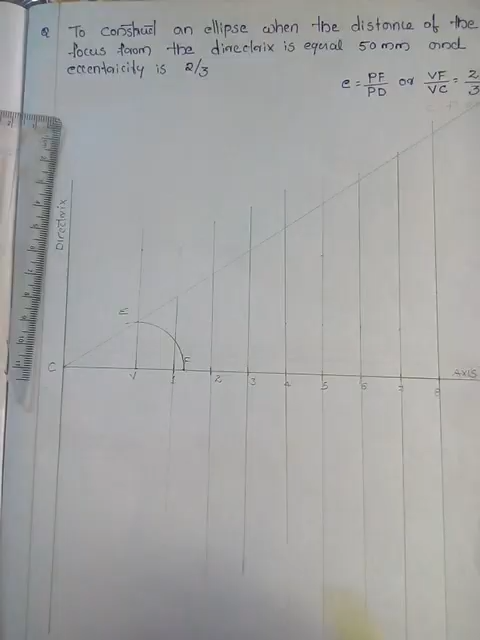 Q To construct an ellipse when the distance of the
focus from the directrix is equal 50mm and
eccentricity is 2/3
e = PF/PD or VF/VC = 2/3
Directrix
E
C
F
V 1 2 3 4 5 6 7 8
AXIS